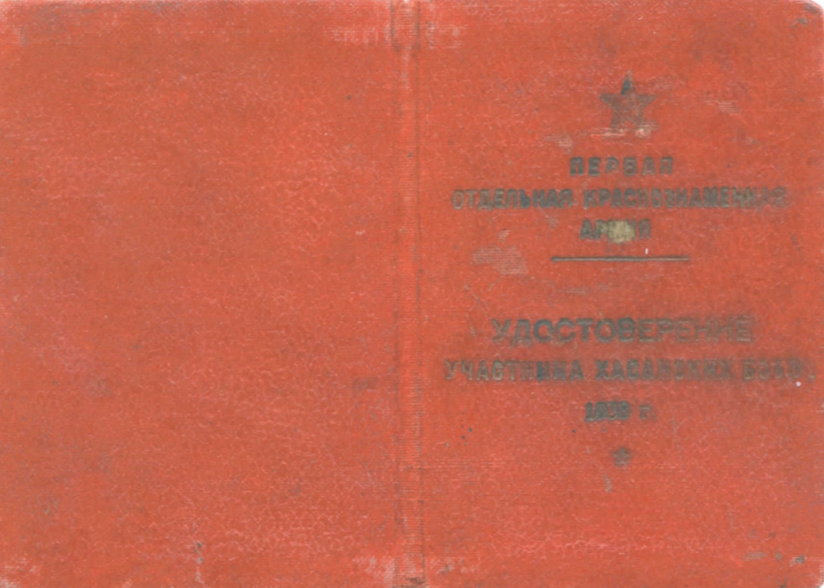 ПЕРВАЯ
ОТДЕЛЬНАЯ КРАСНОЗНАМЕННАЯ
АРМИЯ
УДОСТОВЕРЕНИЕ
УЧАСТНИКА ХАСАНСКИХ БОЕВ
1938 г.